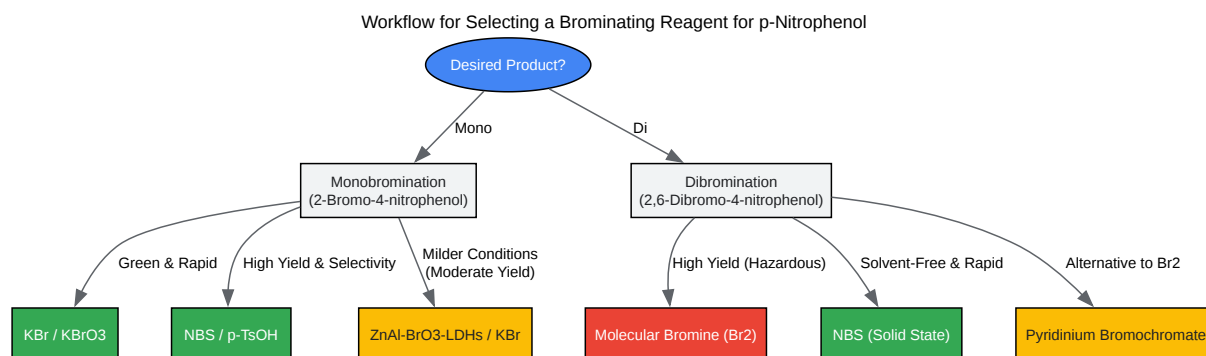 Workflow for Selecting a Brominating Reagent for p-Nitrophenol
Desired Product?
Mono
Di
Monobromination
(2-Bromo-4-nitrophenol)
Dibromination
(2,6-Dibromo-4-nitrophenol)
Green & Rapid
High Yield & Selectivity
Milder Conditions
(Moderate Yield)
High Yield (Hazardous)
Solvent-Free & Rapid
Alternative to Br2
KBr / KBrO3
NBS / p-TsOH
ZnAl-BrO3-LDHs / KBr
Molecular Bromine (Br2)
NBS (Solid State)
Pyridinium Bromochromate